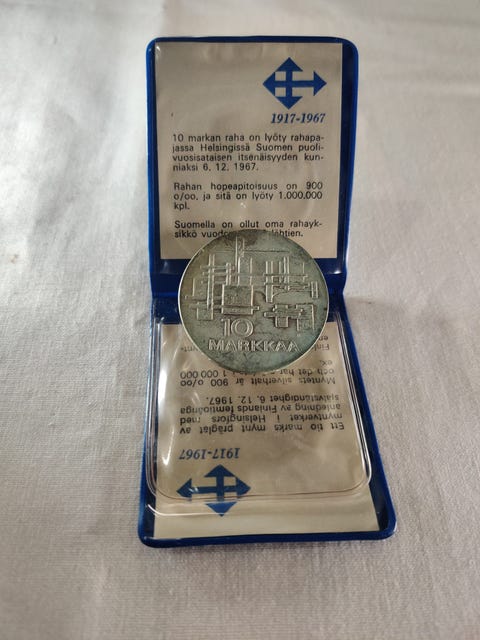 1917-1967
10 markan raha on lyöty rahapa-
jassa Helsingissä Suomen puoli-
vuosisataisen itsenäisyyden kun-
niaksi 6. 12. 1967.
Rahan hopeapitoisuus on 900
o/oo, ja sitä on lyöty 1.000.000
kpl.
Suomella on ollut oma rahayk-
sikkö
10
MARKKAA
1917-1967
Ett tio marks mynt präglat av
myntverket i Helsingfors med
anledning av Finlands femtioåriga
självständighet 6. 12. 1967.
Myntets silverhalt är 900 o/oo
och det har 1 000 000
ex.